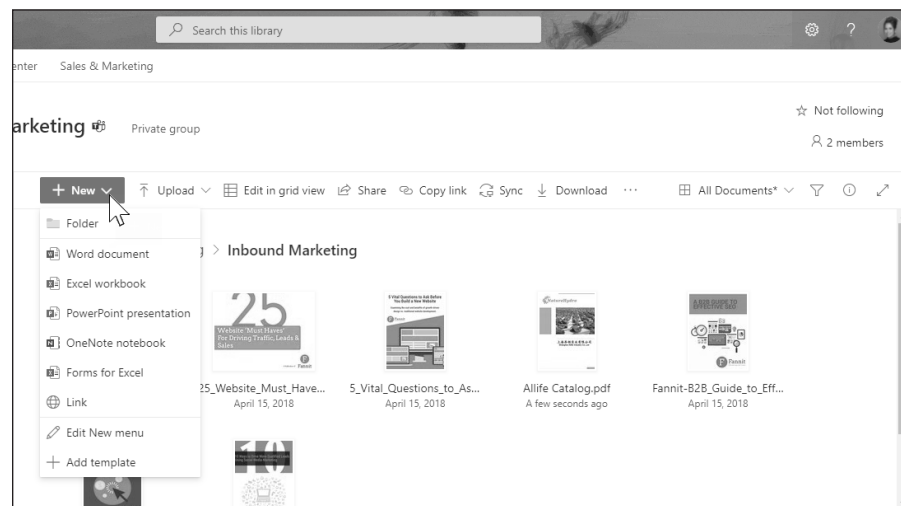 Search this library
?
enter Sales & Marketing
arketing Private group
Not following
2 members
+ New Upload Edit in grid view Share Copy link Sync Download ... All Documents*
Folder
Word document
Excel workbook
PowerPoint presentation
OneNote notebook
Forms for Excel
Link
Edit New menu
Add template
g > Inbound Marketing
25
Website "Must Haves"
For Driving Traffic, Leads &
Sales
Fannit
5 Vital Questions to Ask Before
You Build a New Website
Fannit
A B2B GUIDE TO
EFFECTIVE SEO
Fannit
25_Website_Must_Have...
April 15, 2018
5_Vital_Questions_to_As...
April 15, 2018
Allife Catalog.pdf
A few seconds ago
Fannit-B2B_Guide_to_Eff...
April 15, 2018
10